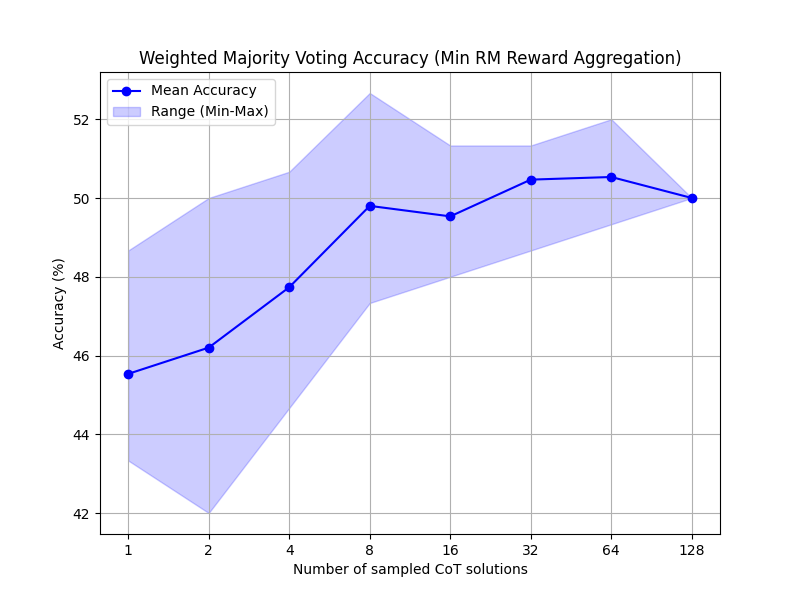 Weighted Majority Voting Accuracy (Min RM Reward Aggregation)
Mean Accuracy
Range (Min-Max)
Accuracy (%)
52
50
48
46
44
42
1 2 4 8 16 32 64 128
Number of sampled CoT solutions